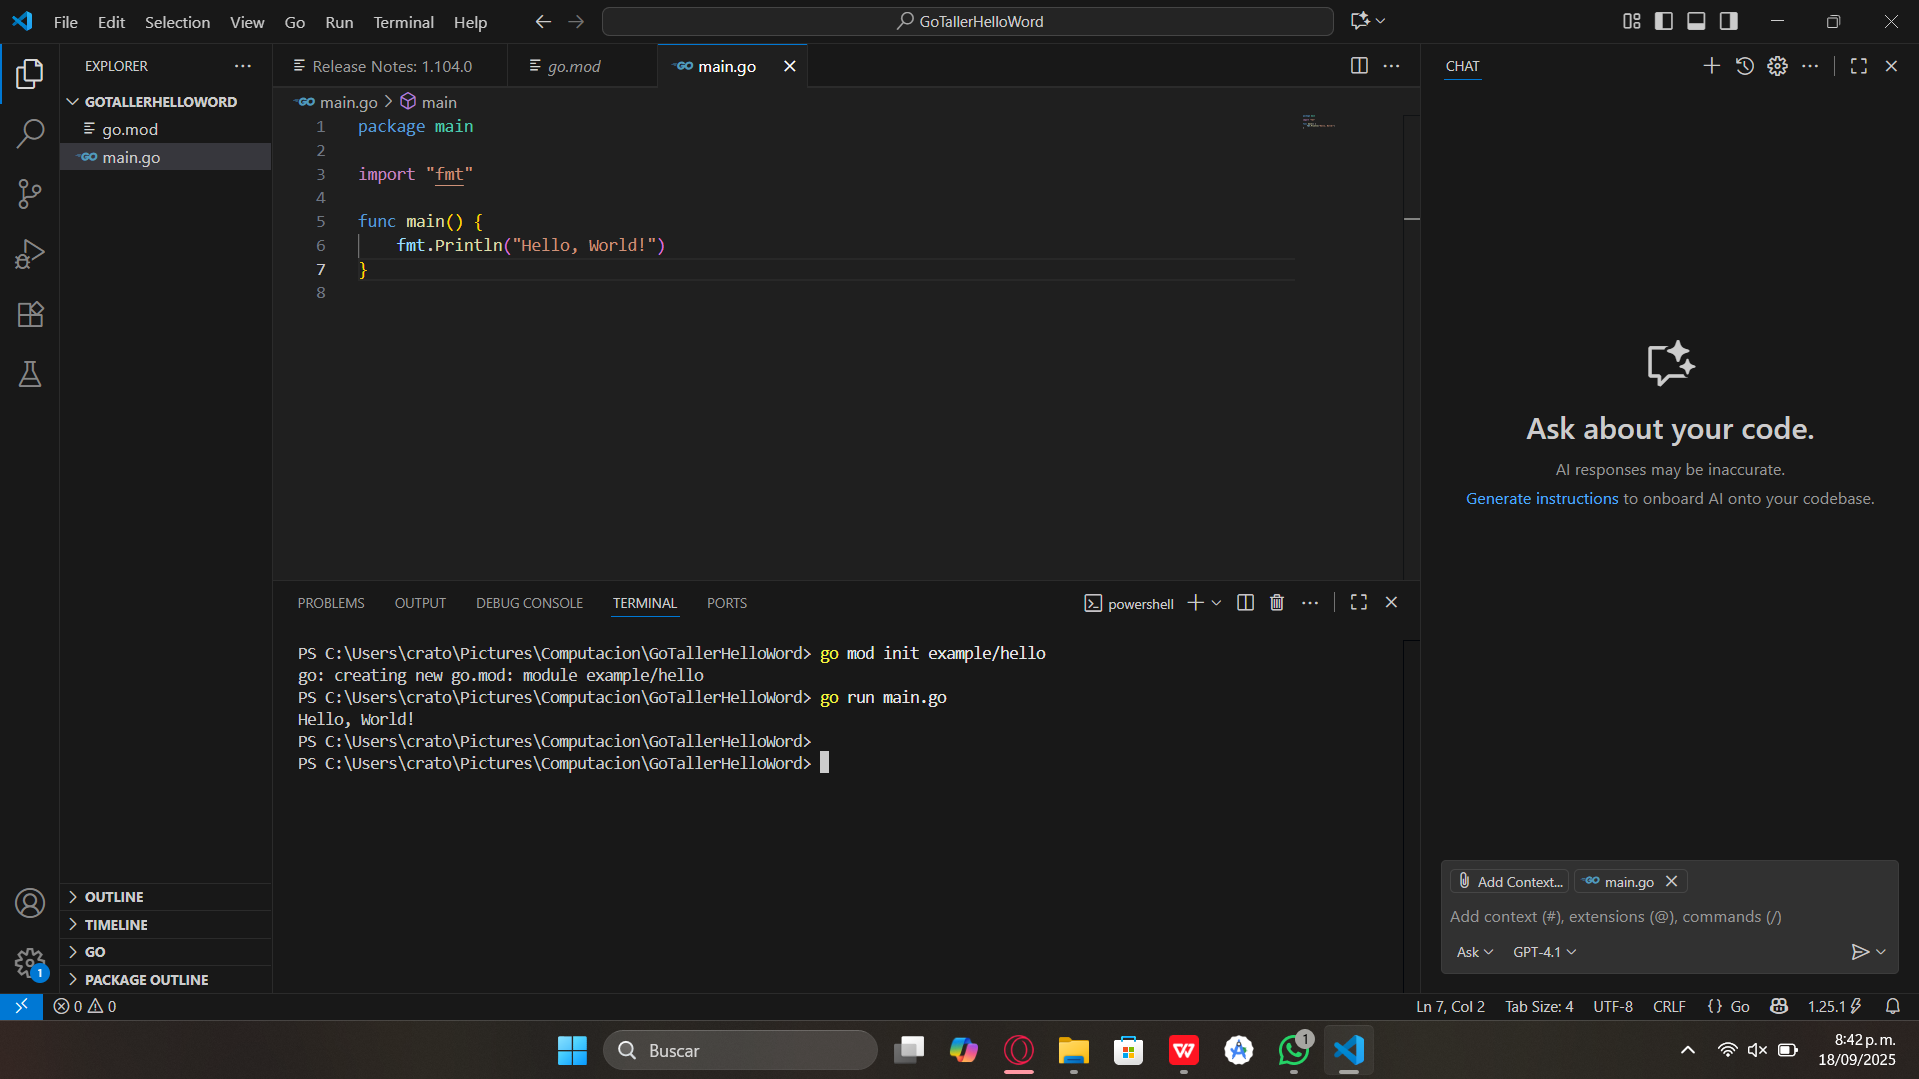 File Edit Selection View Go Run Terminal Help
GoTallerHelloWord
EXPLORER
GOTALLERHELLOWORD
go.mod
GO main.go
OUTLINE
TIMELINE
GO
PACKAGE OUTLINE
Release Notes: 1.104.0
go.mod
GO main.go
GO main.go > main
1 package main
2
3 import "fmt"
4
5 func main() {
6 fmt.Println("Hello, World!")
7 }
8
PROBLEMS OUTPUT DEBUG CONSOLE TERMINAL PORTS
powershell
PS C:\Users\crato\Pictures\Computacion\GoTallerHelloWord> go mod init example/hello
go: creating new go.mod: module example/hello
PS C:\Users\crato\Pictures\Computacion\GoTallerHelloWord> go run main.go
Hello, World!
PS C:\Users\crato\Pictures\Computacion\GoTallerHelloWord>
PS C:\Users\crato\Pictures\Computacion\GoTallerHelloWord>
CHAT
Ask about your code.
AI responses may be inaccurate.
Generate instructions to onboard AI onto your codebase.
Add Context...
GO main.go
Add context (#), extensions (@), commands (/)
Ask
GPT-4.1
1
0 0
Ln 7, Col 2 Tab Size: 4 UTF-8 CRLF {} Go 1.25.1
Buscar
W
1
8:42 p.m.
18/09/2025